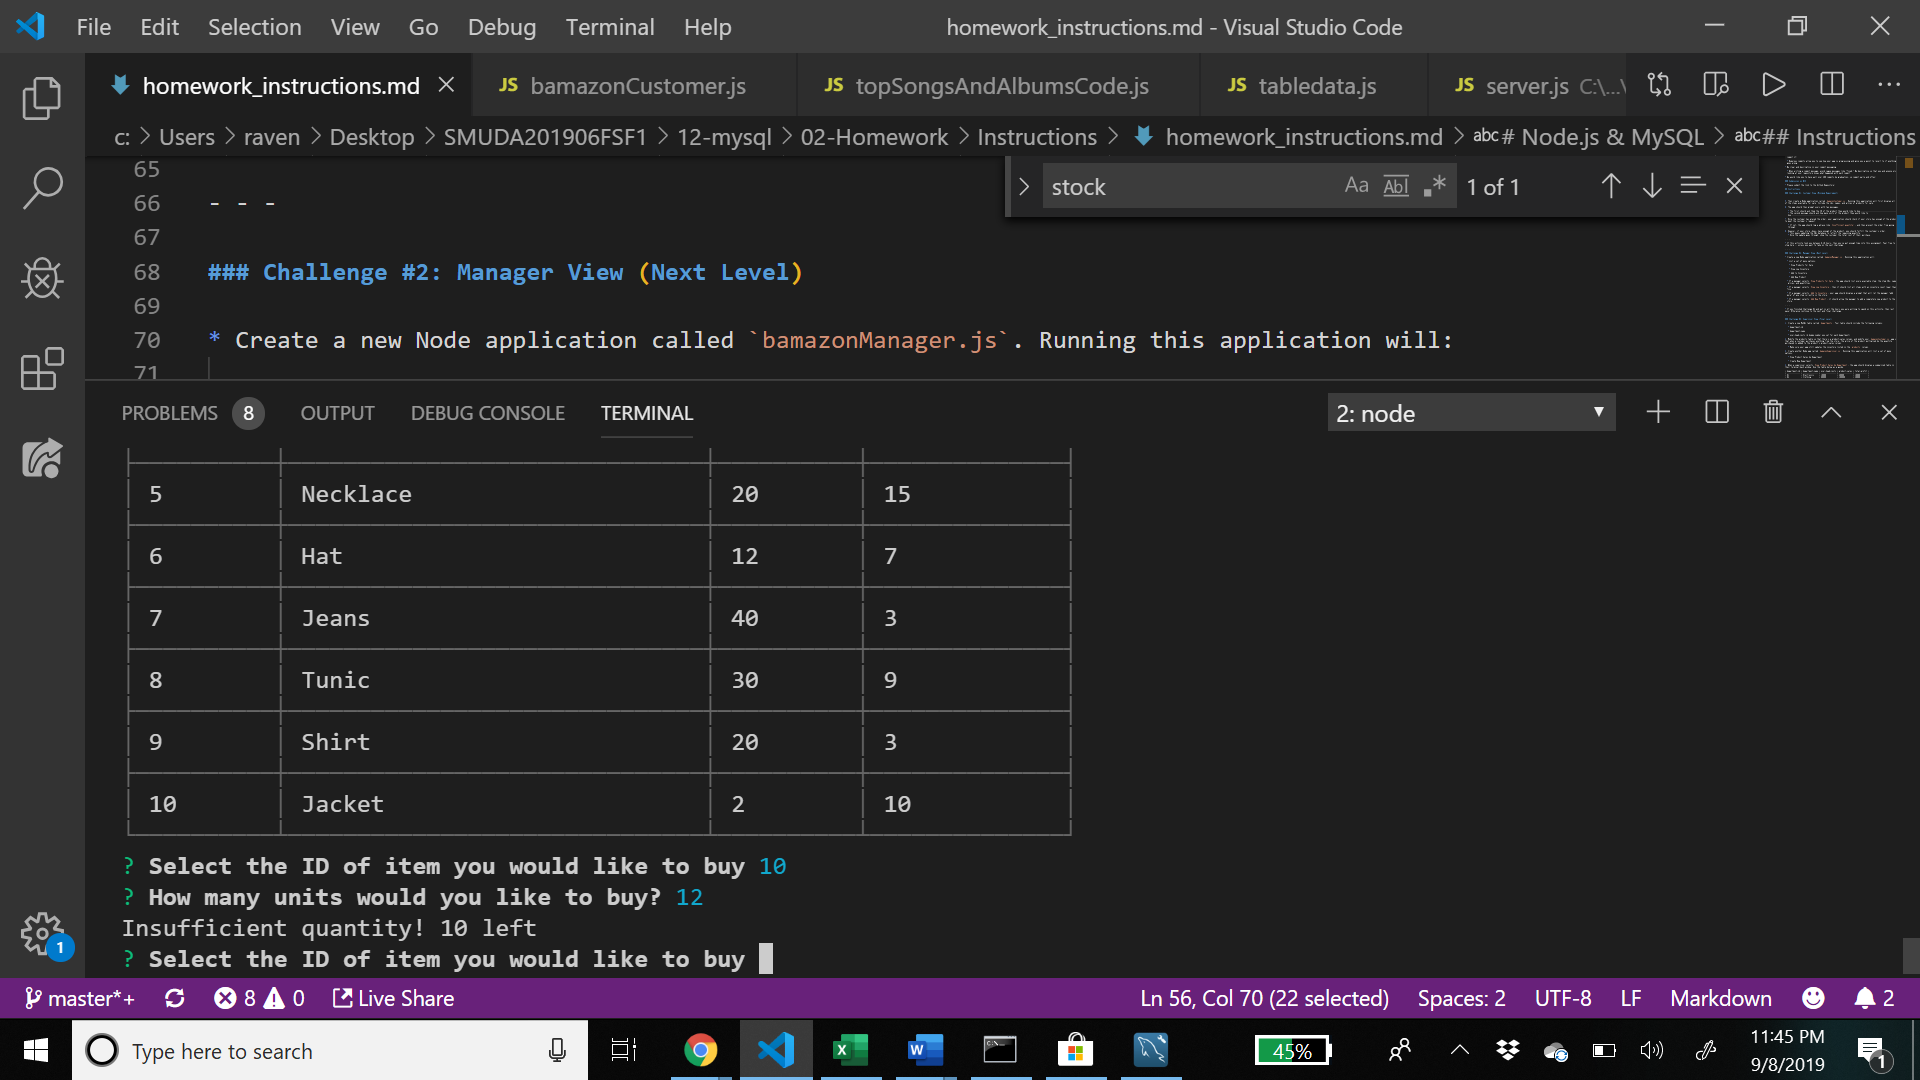 File Edit Selection View Go Debug Terminal Help homework_instructions.md - Visual Studio Code
homework_instructions.md JS bamazonCustomer.js JS topSongsAndAlbumsCode.js JS tabledata.js JS server.js C:\...\
c: > Users > raven > Desktop > SMUDA201906FSF1 > 12-mysql > 02-Homework > Instructions > homework_instructions.md > abc # Node.js & MySQL > abc ## Instructions
65
stock Aa Abl .* 1 of 1
66 - - -
67
68 ### Challenge #2: Manager View (Next Level)
69
70 * Create a new Node application called `bamazonManager.js`. Running this application will:
71
PROBLEMS 8 OUTPUT DEBUG CONSOLE TERMINAL 2: node
5 Necklace 20 15
6 Hat 12 7
7 Jeans 40 3
8 Tunic 30 9
9 Shirt 20 3
10 Jacket 2 10
? Select the ID of item you would like to buy 10
? How many units would you like to buy? 12
Insufficient quantity! 10 left
? Select the ID of item you would like to buy
1
master*+ 8 0 Live Share Ln 56, Col 70 (22 selected) Spaces: 2 UTF-8 LF Markdown 2
Type here to search 45% 11:45 PM
9/8/2019 1